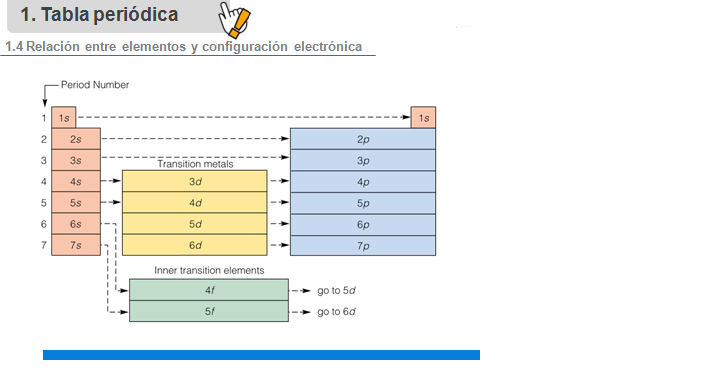 1. Tabla periódica
1.4 Relación entre elementos y configuración electrónica
Period Number
1 1s 1s
2 2s 2p
3 3s Transition metals 3p
4 4s 3d 4p
5 5s 4d 5p
6 6s 5d 6p
7 7s 6d 7p
Inner transition elements
4f go to 5d
5f go to 6d